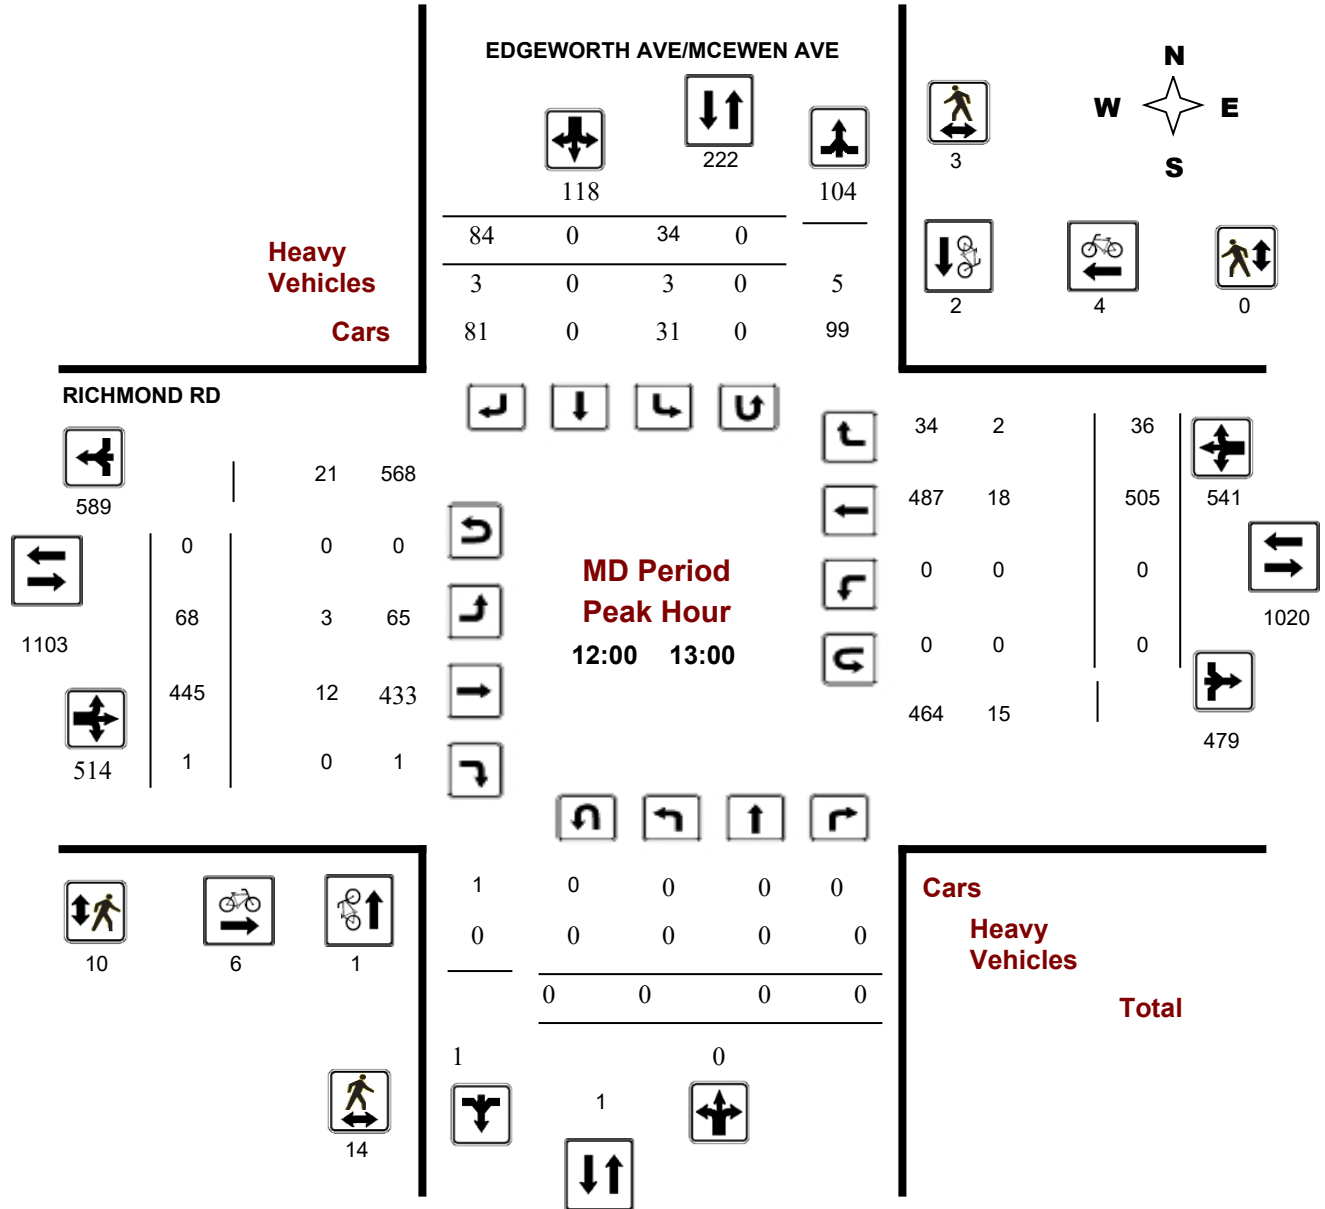 EDGEWORTH AVE/MCEWEN AVE
N
W E
S
222
3
118 104
84 0 34 0
Heavy
Vehicles
3 0 3 0 5
2 4 0
Cars
81 0 31 0 99
RICHMOND RD
34 2 36
21 568
589
487 18 505 541
0 0 0
MD Period
0 0 0
68 3 65
Peak Hour
1020
1103
12:00 13:00
0 0 0
445 12 433
464 15
479
514 1 0 1
1 0 0 0 0
Cars
0 0 0 0 0
Heavy
Vehicles
10 6 1
0 0 0 0
Total
1 0
1
14